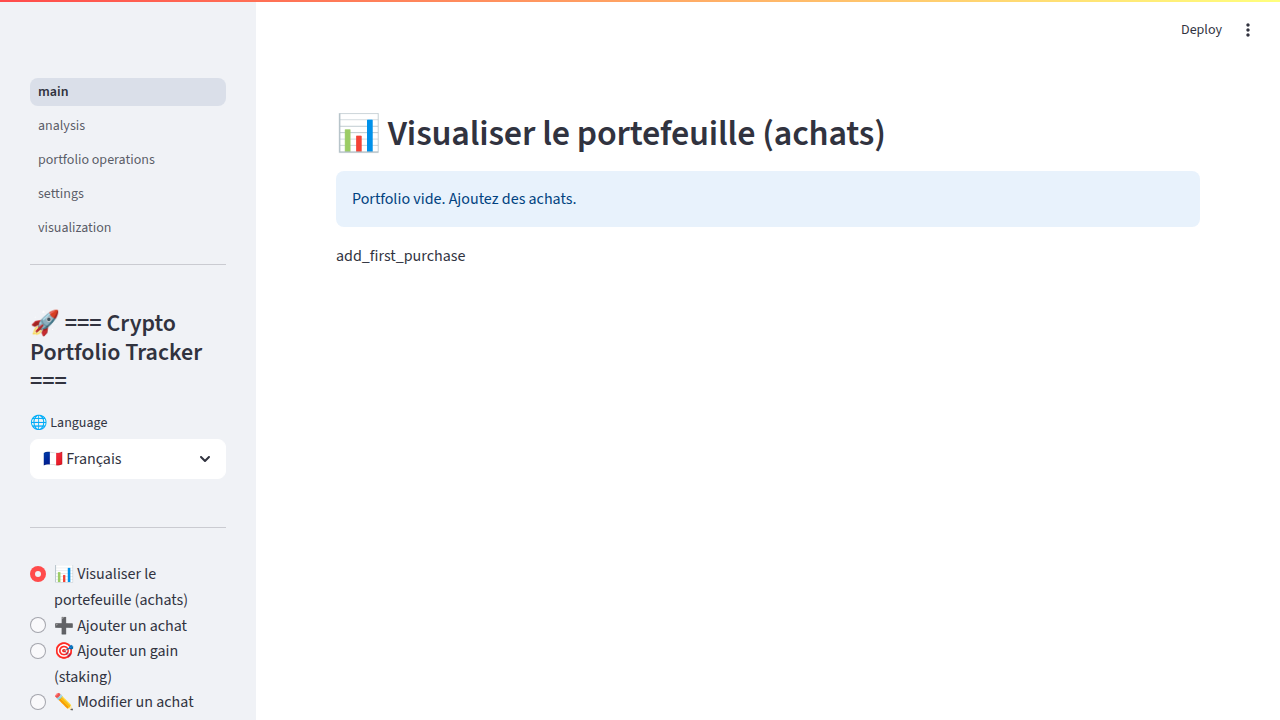 Deploy
main
analysis
portfolio operations
settings
visualization
🚀 === Crypto
Portfolio Tracker
===
🌐 Language
🇫🇷 Français
📊 Visualiser le
portefeuille (achats)
➕ Ajouter un achat
🎯 Ajouter un gain
(staking)
✏️ Modifier un achat
📊 Visualiser le portefeuille (achats)
Portfolio vide. Ajoutez des achats.
add_first_purchase